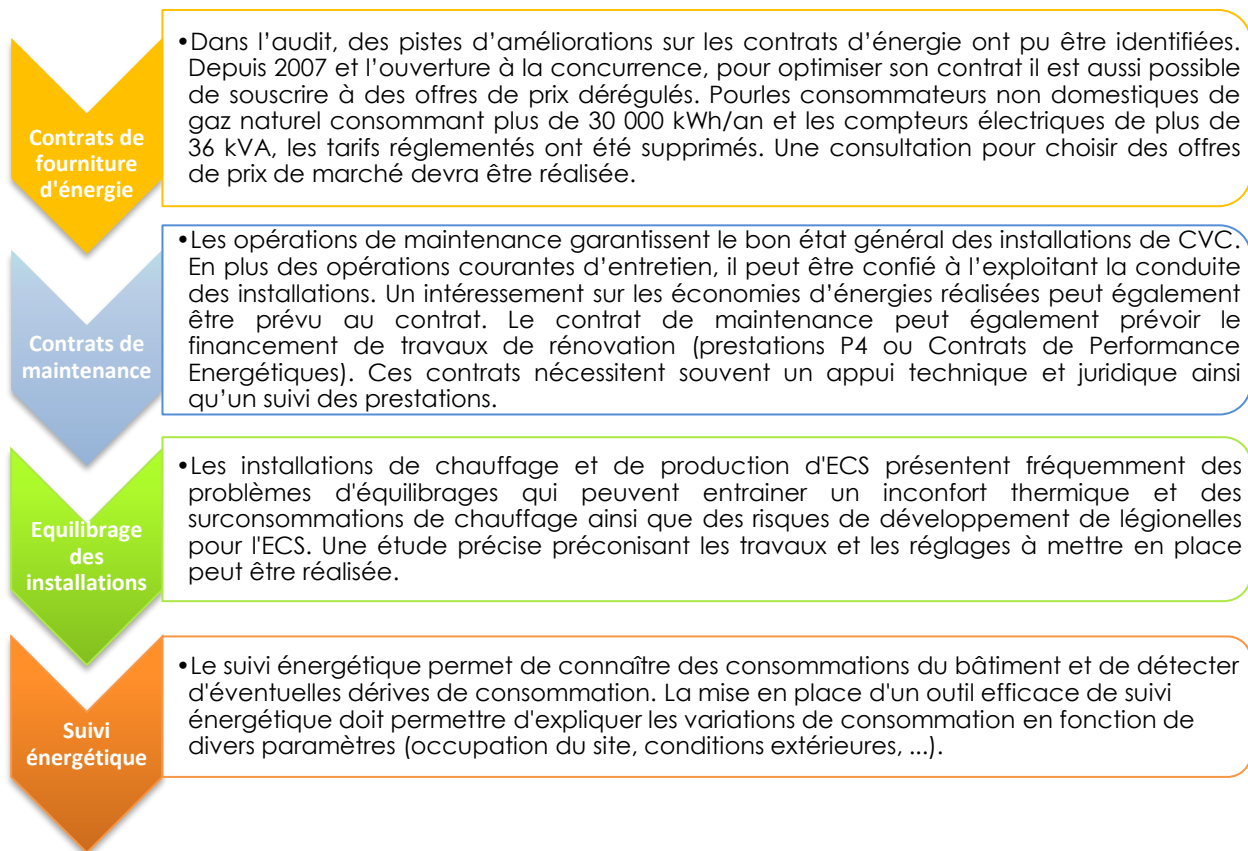 Contrats de
fourniture
d'énergie
•Dans l'audit, des pistes d'améliorations sur les contrats d'énergie ont pu être identifiées.
Depuis 2007 et l'ouverture à la concurrence, pour optimiser son contrat il est aussi possible
de souscrire à des offres de prix dérégulés. Pourles consommateurs non domestiques de
gaz naturel consommant plus de 30 000 kWh/an et les compteurs électriques de plus de
36 kVA, les tarifs réglementés ont été supprimés. Une consultation pour choisir des offres
de prix de marché devra être réalisée.
Contrats de
maintenance
•Les opérations de maintenance garantissent le bon état général des installations de CVC.
En plus des opérations courantes d'entretien, il peut être confié à l'exploitant la conduite
des installations. Un intéressement sur les économies d'énergies réalisées peut également
être prévu au contrat. Le contrat de maintenance peut également prévoir le
financement de travaux de rénovation (prestations P4 ou Contrats de Performance
Energétiques). Ces contrats nécessitent souvent un appui technique et juridique ainsi
qu'un suivi des prestations.
Equilibrage
des
installations
•Les installations de chauffage et de production d'ECS présentent fréquemment des
problèmes d'équilibrages qui peuvent entrainer un inconfort thermique et des
surconsommations de chauffage ainsi que des risques de développement de légionelles
pour l'ECS. Une étude précise préconisant les travaux et les réglages à mettre en place
peut être réalisée.
Suivi
énergétique
•Le suivi énergétique permet de connaître des consommations du bâtiment et de détecter
d'éventuelles dérives de consommation. La mise en place d'un outil efficace de suivi
énergétique doit permettre d'expliquer les variations de consommation en fonction de
divers paramètres (occupation du site, conditions extérieures, ...).